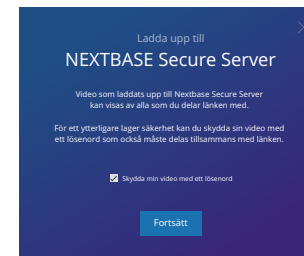 Ladda upp till
NEXTBASE Secure Server
Video som laddats upp till Nextbase Secure Server
kan visas av alla som du delar länken med.
För ett ytterligare lager säkerhet kan du skydda sin video med
ett lösenord som också måste delas tillsammans med länken.
Skydda min video med ett lösenord
Fortsätt